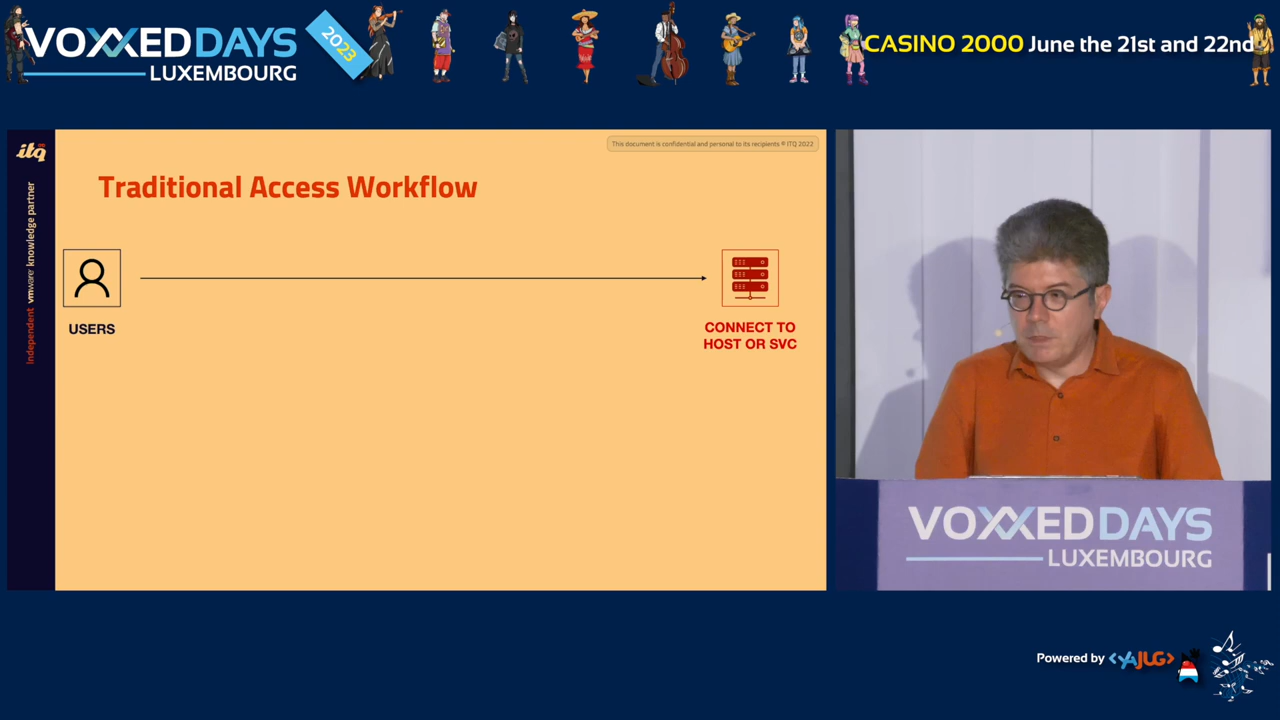 VOXXED DAYS
LUXEMBOURG
2023
CASINO 2000 June the 21st and 22nd
itq
Independent vmware knowledge partner
This document is confidential and personal to its recipients © ITQ 2022
Traditional Access Workflow
USERS
CONNECT TO
HOST OR SVC
VOXXED DAYS
LUXEMBOURG
Powered by <YAJUG>